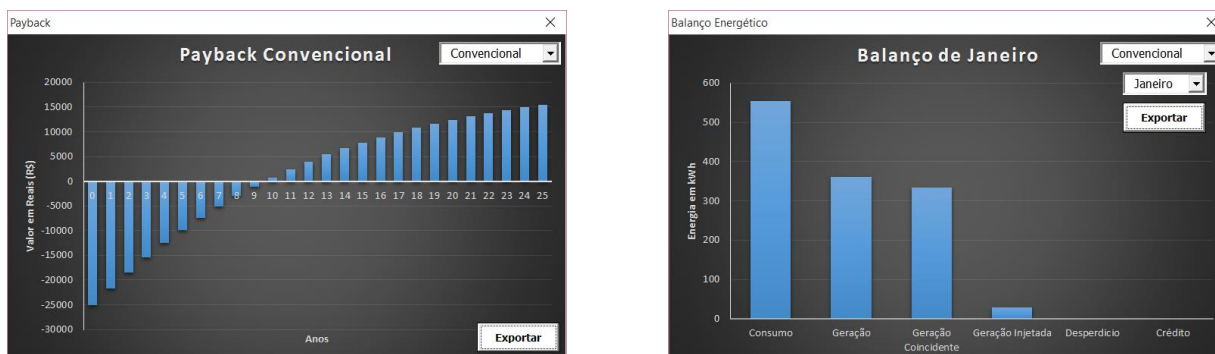 Payback
Payback Convencional
Convencional
20000
15000
10000
5000
0
-5000
-10000
-15000
-20000
-25000
-30000
Valor em Reais (R$)
0 1 2 3 4 5 6 7 8 9 10 11 12 13 14 15 16 17 18 19 20 21 22 23 24 25
Anos
Exportar
Balanço Energético
Balanço de Janeiro
Convencional
Janeiro
Exportar
600
500
400
300
200
100
0
Energia em kWh
Consumo
Geração
Geração
Coincidente
Geração Injetada
Desperdicio
Crédito